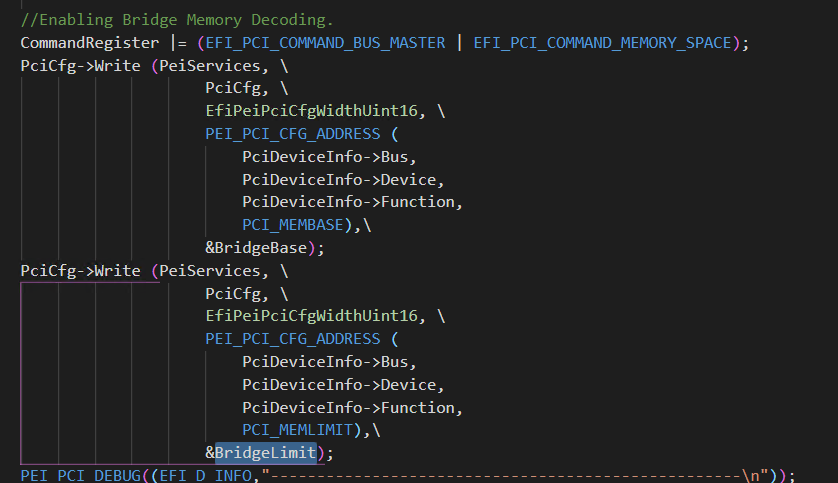 //Enabling Bridge Memory Decoding.
CommandRegister |= (EFI_PCI_COMMAND_BUS_MASTER | EFI_PCI_COMMAND_MEMORY_SPACE);
PciCfg->Write (PeiServices, \
PciCfg, \
EfiPeiPciCfgWidthUint16, \
PEI_PCI_CFG_ADDRESS (
PciDeviceInfo->Bus,
PciDeviceInfo->Device,
PciDeviceInfo->Function,
PCI_MEMBASE),\
&BridgeBase);
PciCfg->Write (PeiServices, \
PciCfg, \
EfiPeiPciCfgWidthUint16, \
PEI_PCI_CFG_ADDRESS (
PciDeviceInfo->Bus,
PciDeviceInfo->Device,
PciDeviceInfo->Function,
PCI_MEMLIMIT),\
&BridgeLimit);
PEI_PCI_DEBUG((EFI_D_INFO,"-------------------------------------------------\n"));